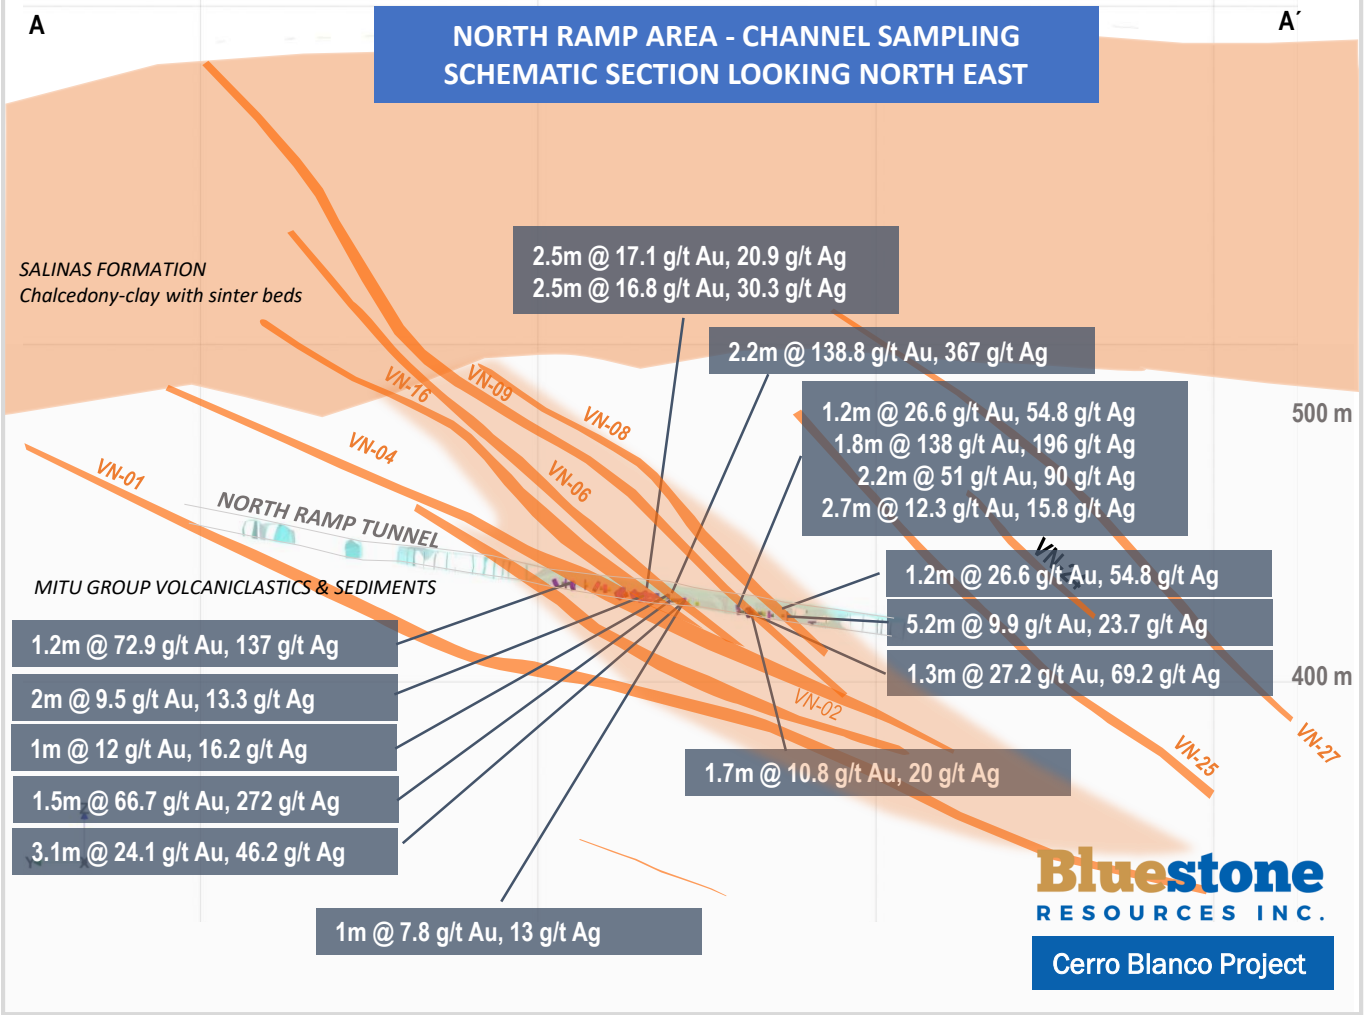 A
A´
NORTH RAMP AREA - CHANNEL SAMPLING
SCHEMATIC SECTION LOOKING NORTH EAST
SALINAS FORMATION
Chalcedony-clay with sinter beds
2.5m @ 17.1 g/t Au, 20.9 g/t Ag
2.5m @ 16.8 g/t Au, 30.3 g/t Ag
2.2m @ 138.8 g/t Au, 367 g/t Ag
1.2m @ 26.6 g/t Au, 54.8 g/t Ag
1.8m @ 138 g/t Au, 196 g/t Ag
2.2m @ 51 g/t Au, 90 g/t Ag
2.7m @ 12.3 g/t Au, 15.8 g/t Ag
500 m
VN-16
VN-09
VN-08
VN-04
VN-06
VN-01
NORTH RAMP TUNNEL
MITU GROUP VOLCANICLASTICS & SEDIMENTS
1.2m @ 26.6 g/t Au, 54.8 g/t Ag
5.2m @ 9.9 g/t Au, 23.7 g/t Ag
1.3m @ 27.2 g/t Au, 69.2 g/t Ag
400 m
1.2m @ 72.9 g/t Au, 137 g/t Ag
2m @ 9.5 g/t Au, 13.3 g/t Ag
1m @ 12 g/t Au, 16.2 g/t Ag
1.5m @ 66.7 g/t Au, 272 g/t Ag
3.1m @ 24.1 g/t Au, 46.2 g/t Ag
VN-02
VN-25
VN-27
1.7m @ 10.8 g/t Au, 20 g/t Ag
1m @ 7.8 g/t Au, 13 g/t Ag
Bluestone
RESOURCES INC.
Cerro Blanco Project